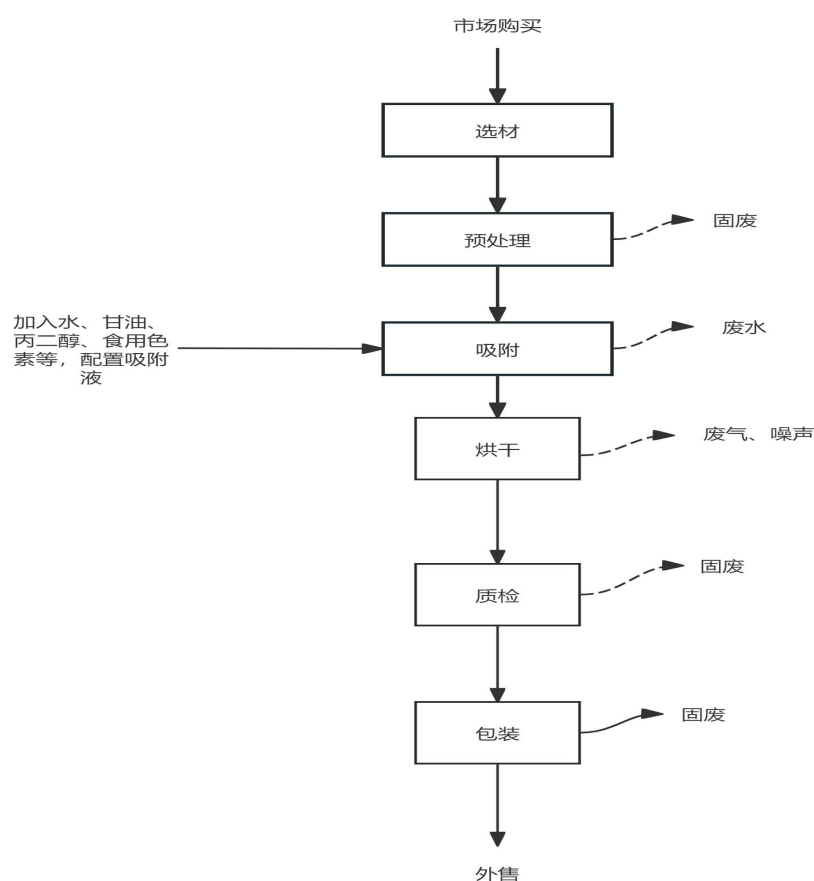 市场购买
选材
预处理
固废
加入水、甘油、
丙二醇、食用色
素等，配置吸附
液
吸附
废水
烘干
废气、噪声
质检
固废
包装
固废
外售